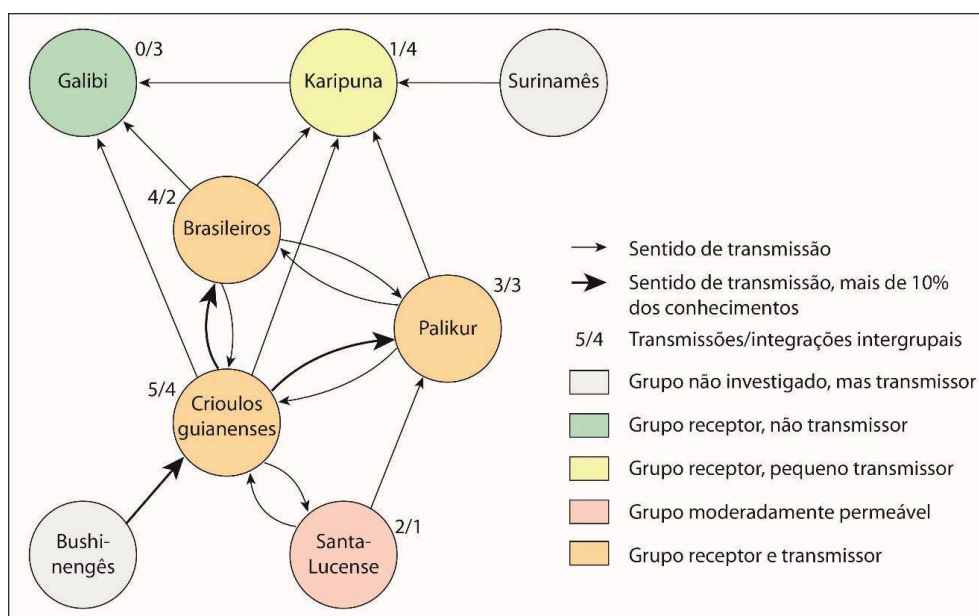 0/3
Galibi
1/4
Karipuna
Surinamês
4/2
Brasileiros
3/3
Palikur
5/4
Crioulos
guianenses
Bushi-
nengês
2/1
Santa-
Lucense
Sentido de transmissão
Sentido de transmissão, mais de 10%
dos conhecimentos
5/4 Transmissões/integrações intergrupais
Grupo não investigado, mas transmissor
Grupo receptor, não transmissor
Grupo receptor, pequeno transmissor
Grupo moderadamente permeável
Grupo receptor e transmissor